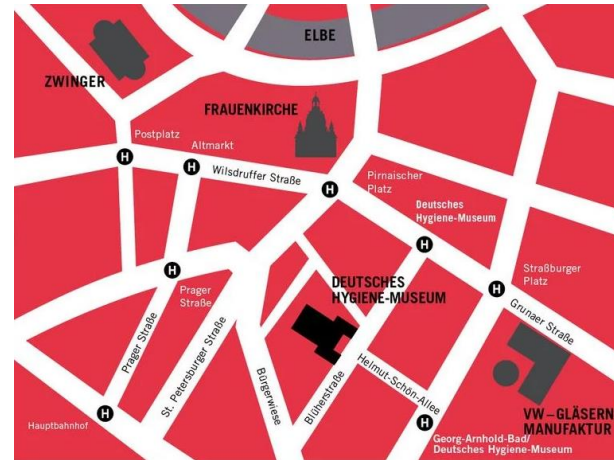 ELBE
ZWINGER
FRAUENKIRCHE
Postplatz
H
Altmarkt
H
Wilsdruffer Straße
H
Pirnaischer
Platz
Deutsches
Hygiene-Museum
H
Straßburger
Platz
H
H
Prager
Straße
DEUTSCHES
HYGIENE-MUSEUM
Grunaer Straße
Prager Straße
St. Petersburger Straße
Bürgerwiese
Blüherstraße
Helmut-Schön-Allee
Hauptbahnhof
H
H
VW–GLÄSERN
MANUFAKTUR
Georg-Arnhold-Bad/
Deutsches Hygiene-Museum